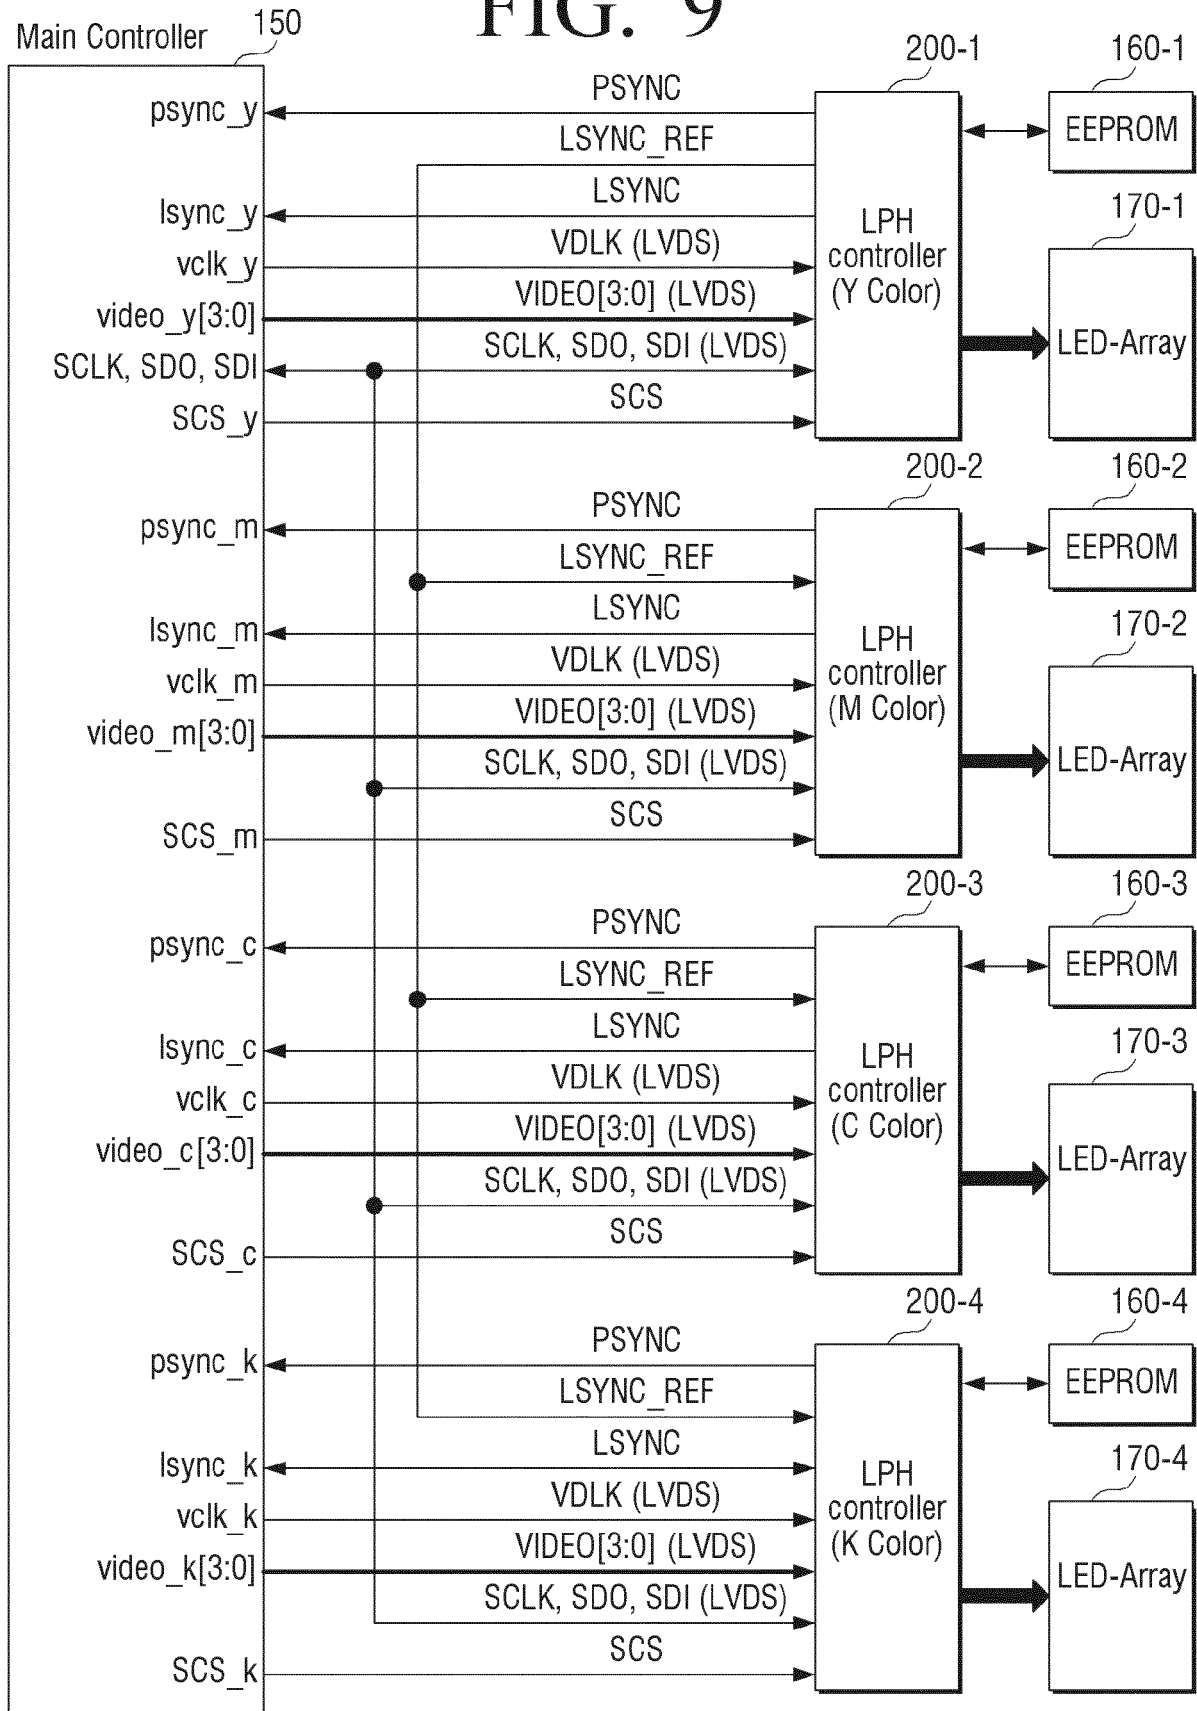 FIG. 9
Main Controller
150
200-1
160-1
psync_y
PSYNC
EEPROM
LSYNC_REF
lsync_y
LSYNC
170-1
LPH
controller
(Y Color)
vclk_y
VDLK (LVDS)
video_y[3:0]
VIDEO[3:0] (LVDS)
SCLK, SDO, SDI
SCLK, SDO, SDI (LVDS)
LED-Array
SCS_y
SCS
200-2
160-2
psync_m
PSYNC
EEPROM
LSYNC_REF
lsync_m
LSYNC
170-2
LPH
controller
(M Color)
vclk_m
VDLK (LVDS)
video_m[3:0]
VIDEO[3:0] (LVDS)
SCLK, SDO, SDI (LVDS)
LED-Array
SCS_m
SCS
200-3
160-3
psync_c
PSYNC
EEPROM
LSYNC_REF
lsync_c
LSYNC
170-3
LPH
controller
(C Color)
vclk_c
VDLK (LVDS)
video_c[3:0]
VIDEO[3:0] (LVDS)
SCLK, SDO, SDI (LVDS)
LED-Array
SCS_c
SCS
200-4
160-4
psync_k
PSYNC
EEPROM
LSYNC_REF
lsync_k
LSYNC
170-4
LPH
controller
(K Color)
vclk_k
VDLK (LVDS)
video_k[3:0]
VIDEO[3:0] (LVDS)
SCLK, SDO, SDI (LVDS)
LED-Array
SCS_k
SCS